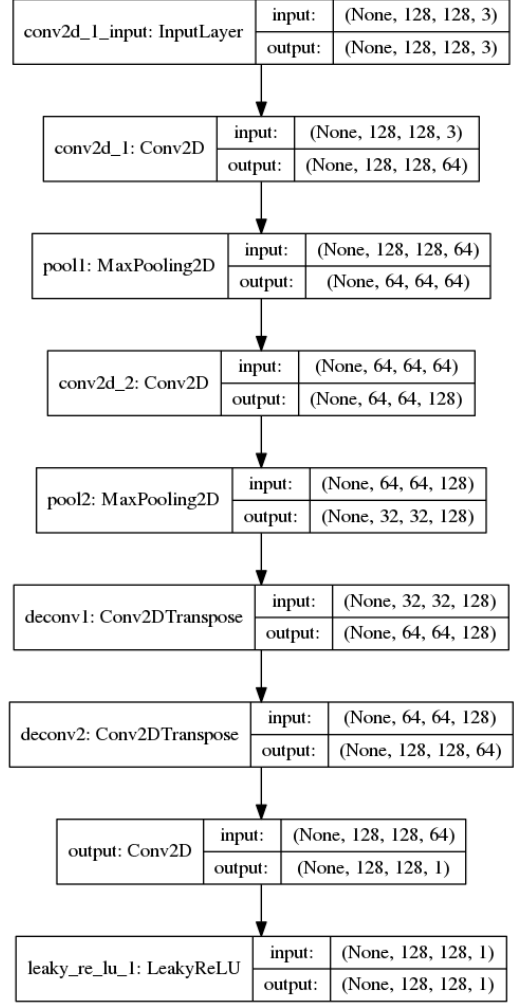 conv2d_1_input: InputLayer
input: (None, 128, 128, 3)
output: (None, 128, 128, 3)
conv2d_1: Conv2D
input: (None, 128, 128, 3)
output: (None, 128, 128, 64)
pool1: MaxPooling2D
input: (None, 128, 128, 64)
output: (None, 64, 64, 64)
conv2d_2: Conv2D
input: (None, 64, 64, 64)
output: (None, 64, 64, 128)
pool2: MaxPooling2D
input: (None, 64, 64, 128)
output: (None, 32, 32, 128)
deconv1: Conv2DTranspose
input: (None, 32, 32, 128)
output: (None, 64, 64, 128)
deconv2: Conv2DTranspose
input: (None, 64, 64, 128)
output: (None, 128, 128, 64)
output: Conv2D
input: (None, 128, 128, 64)
output: (None, 128, 128, 1)
leaky_re_lu_1: LeakyReLU
input: (None, 128, 128, 1)
output: (None, 128, 128, 1)